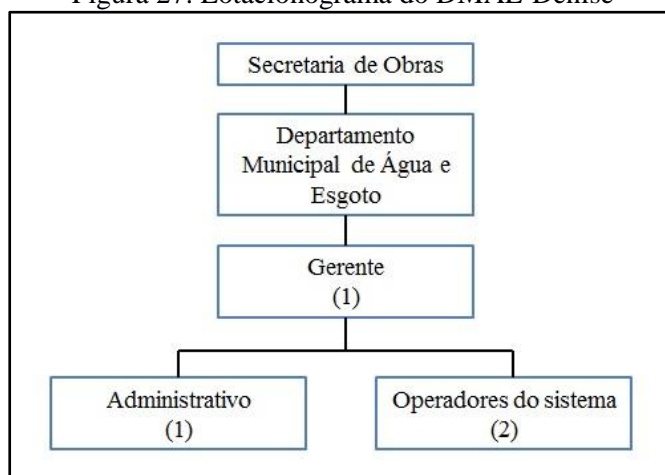 Figura 27. Lotacionograma do DMAE-Denise
Secretaria de Obras
Departamento
Municipal de Água e
Esgoto
Gerente
(1)
Administrativo
(1)
Operadores do sistema
(2)